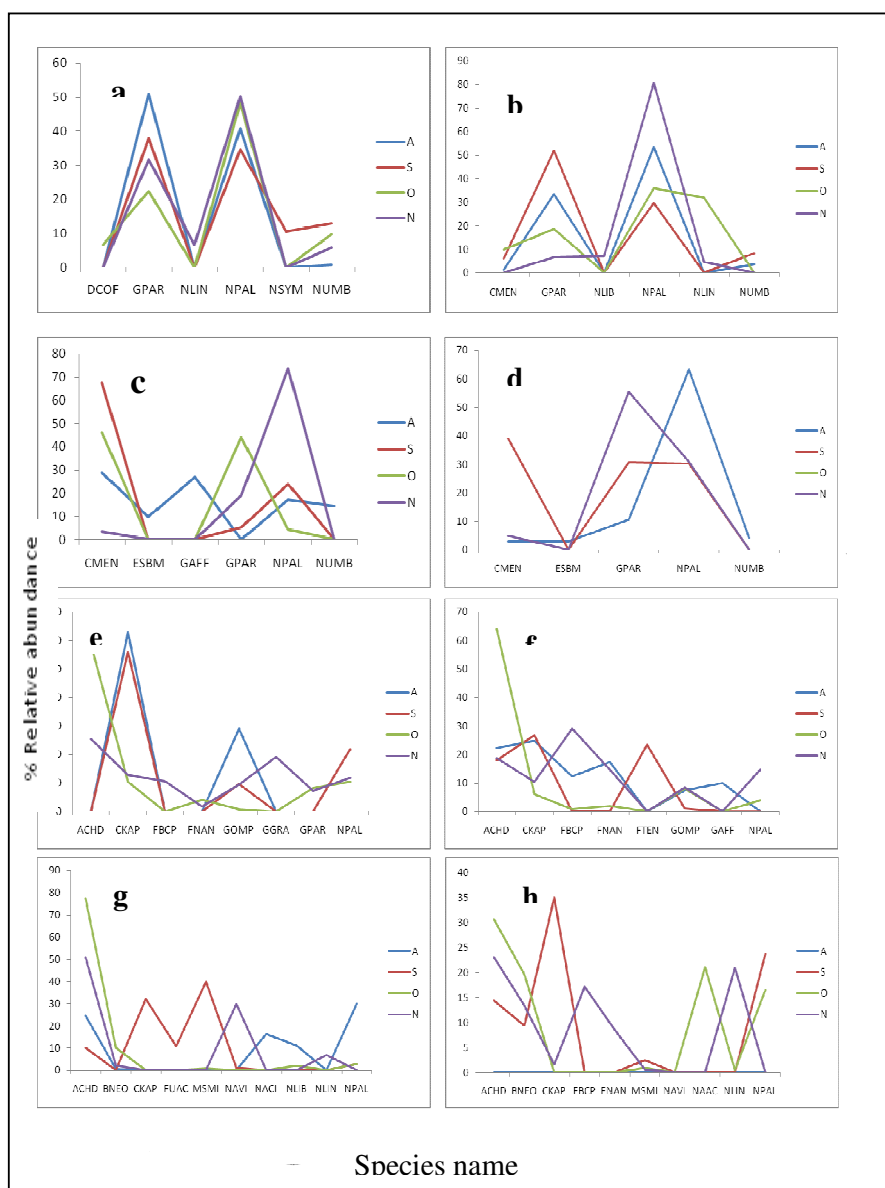 a
60
50
40
30
20
10
0
DCOF GPAR NLIN NPAL NSYM NUMB
A
S
O
N
b
90
80
70
60
50
40
30
20
10
0
CMEN GPAR NLIB NPAL NLIN NUMB
A
S
O
N
c
80
70
60
50
40
30
20
10
0
CMEN ESBM GAFF GPAR NPAL NUMB
A
S
O
N
d
70
60
50
40
30
20
10
0
CMEN ESBM GPAR NPAL NUMB
A
S
O
N
% Relative abundance
e
ACHD CKAP FBCP FNAN GOMP GGRA GPAR NPAL
A
S
O
N
f
70
60
50
40
30
20
10
0
ACHD CKAP FBCP FNAN FTEN GOMP GAFF NPAL
A
S
O
N
g
90
80
70
60
50
40
30
20
10
0
ACHD BNEO CKAP FUAC MSMI NAVI NACI NLIB NLIN NPAL
A
S
O
N
h
40
35
30
25
20
15
10
5
0
ACHD BNEO CKAP FBCP FNAN MSMI NAVI NAAC NLIN NPAL
A
S
O
N
Species name